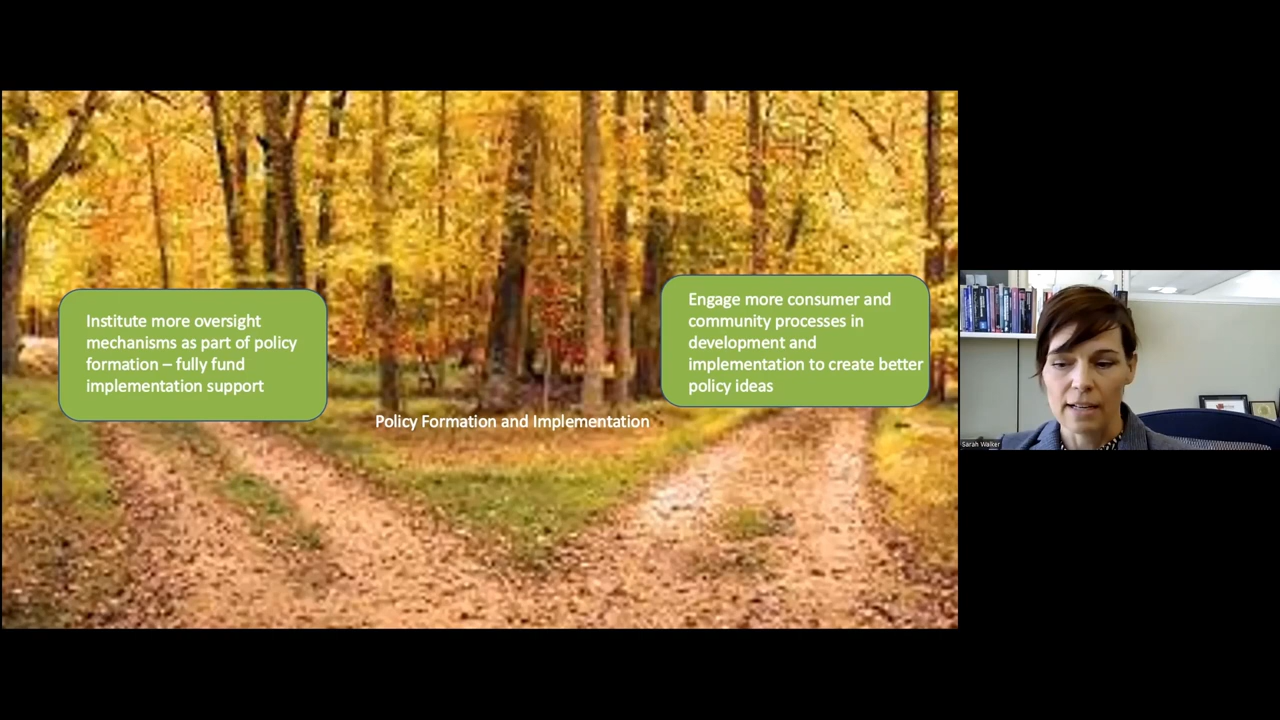 Institute more oversight
mechanisms as part of policy
formation – fully fund
implementation support
Engage more consumer and
community processes in
development and
implementation to create better
policy ideas
Policy Formation and Implementation
Sarah Walker